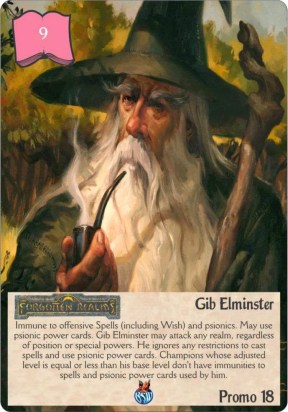 9
FORGOTTEN REALMS
Gib Elminster
Immune to offensive Spells (including Wish) and psionics. May use
psionic power cards. Gib Elminster may attack any realm, regardless
of position or special powers. He ignores any restrictions to cast
spells and use psionic power cards. Champions whose adjusted
level is equal or less than his base level don't have immunities to
spells and psionic power cards used by him.
Promo 18